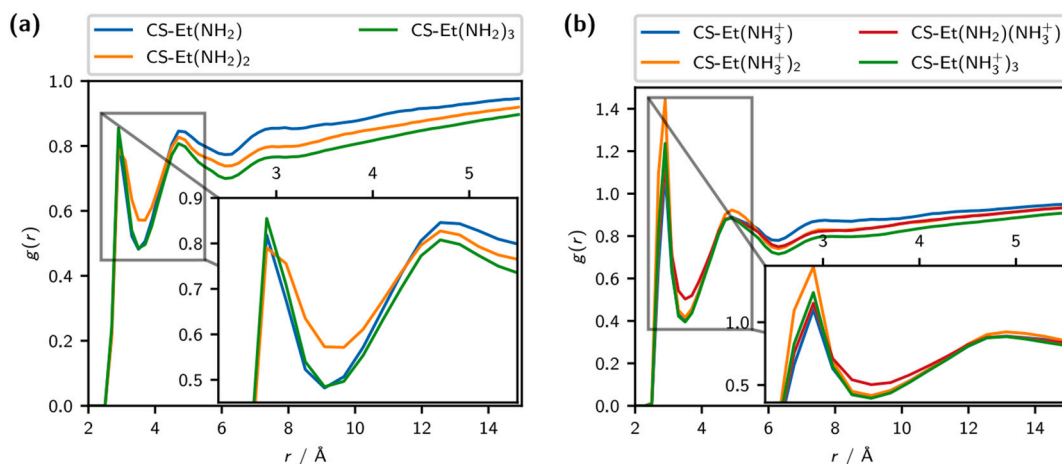 (a)
CS-Et(NH₂)
CS-Et(NH₂)₂
CS-Et(NH₂)₃
g(r)
1.0
0.8
0.6
0.4
0.2
0.0
2 4 6 8 10 12 14
r / Å
3 4 5
0.9
0.8
0.7
0.6
0.5
(b)
CS-Et(NH₃⁺)
CS-Et(NH₃⁺)₂
CS-Et(NH₂)(NH₃⁺)
CS-Et(NH₃⁺)₃
g(r)
1.4
1.2
1.0
0.8
0.6
0.4
0.2
0.0
2 4 6 8 10 12 14
r / Å
3 4 5
1.0
0.5